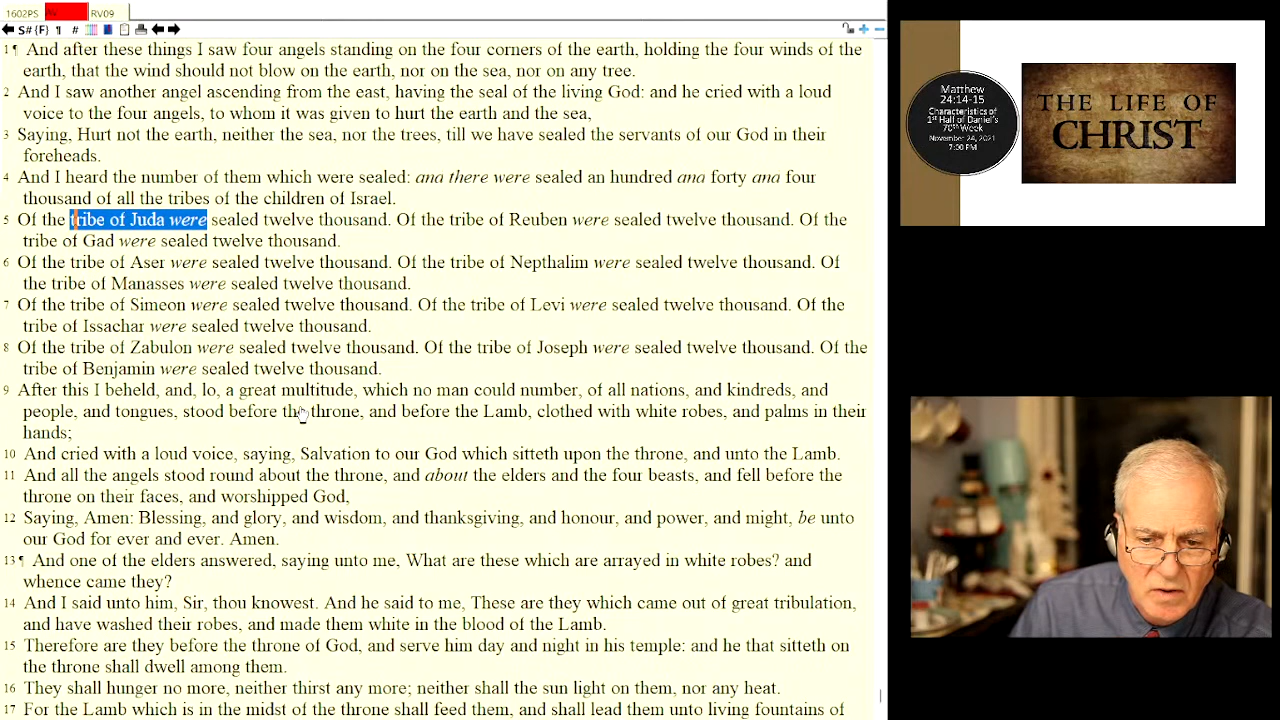 1602PS RV09
S# {F} ¶ #
1 ¶ And after these things I saw four angels standing on the four corners of the earth, holding the four winds of the
earth, that the wind should not blow on the earth, nor on the sea, nor on any tree.
2 And I saw another angel ascending from the east, having the seal of the living God: and he cried with a loud
voice to the four angels, to whom it was given to hurt the earth and the sea,
3 Saying, Hurt not the earth, neither the sea, nor the trees, till we have sealed the servants of our God in their
foreheads.
4 And I heard the number of them which were sealed: ana there were sealed an hundred ana forty ana four
thousand of all the tribes of the children of Israel.
5 Of the tribe of Juda were sealed twelve thousand. Of the tribe of Reuben were sealed twelve thousand. Of the
tribe of Gad were sealed twelve thousand.
6 Of the tribe of Aser were sealed twelve thousand. Of the tribe of Nepthalim were sealed twelve thousand. Of
the tribe of Manasses were sealed twelve thousand.
7 Of the tribe of Simeon were sealed twelve thousand. Of the tribe of Levi were sealed twelve thousand. Of the
tribe of Issachar were sealed twelve thousand.
8 Of the tribe of Zabulon were sealed twelve thousand. Of the tribe of Joseph were sealed twelve thousand. Of the
tribe of Benjamin were sealed twelve thousand.
9 After this I beheld, and, lo, a great multitude, which no man could number, of all nations, and kindreds, and
people, and tongues, stood before the throne, and before the Lamb, clothed with white robes, and palms in their
hands;
10 And cried with a loud voice, saying, Salvation to our God which sitteth upon the throne, and unto the Lamb.
11 And all the angels stood round about the throne, and about the elders and the four beasts, and fell before the
throne on their faces, and worshipped God,
12 Saying, Amen: Blessing, and glory, and wisdom, and thanksgiving, and honour, and power, and might, be unto
our God for ever and ever. Amen.
13 ¶ And one of the elders answered, saying unto me, What are these which are arrayed in white robes? and
whence came they?
14 And I said unto him, Sir, thou knowest. And he said to me, These are they which came out of great tribulation,
and have washed their robes, and made them white in the blood of the Lamb.
15 Therefore are they before the throne of God, and serve him day and night in his temple: and he that sitteth on
the throne shall dwell among them.
16 They shall hunger no more, neither thirst any more; neither shall the sun light on them, nor any heat.
17 For the Lamb which is in the midst of the throne shall feed them, and shall lead them unto living fountains of
Matthew
24:14-15
Characteristics of
1st Half of Daniel's
70th Week
November 24, 2021
7:00 PM
THE LIFE OF
CHRIST